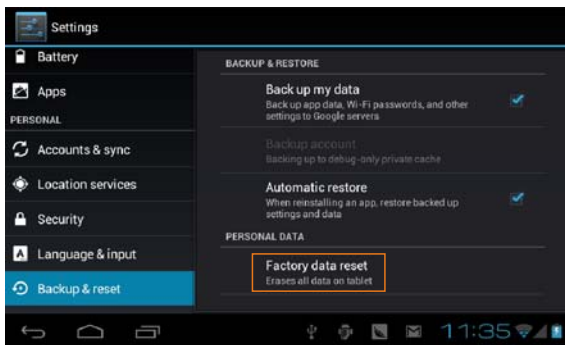 Settings
Battery
Apps
PERSONAL
Accounts & sync
Location services
Security
Language & input
Backup & reset
BACKUP & RESTORE
Back up my data
Back up app data, Wi-Fi passwords, and other
settings to Google servers
Backup account
Backing up to debug-only private cache
Automatic restore
When reinstalling an app, restore backed up
settings and data
PERSONAL DATA
Factory data reset
Erases all data on tablet
11:35